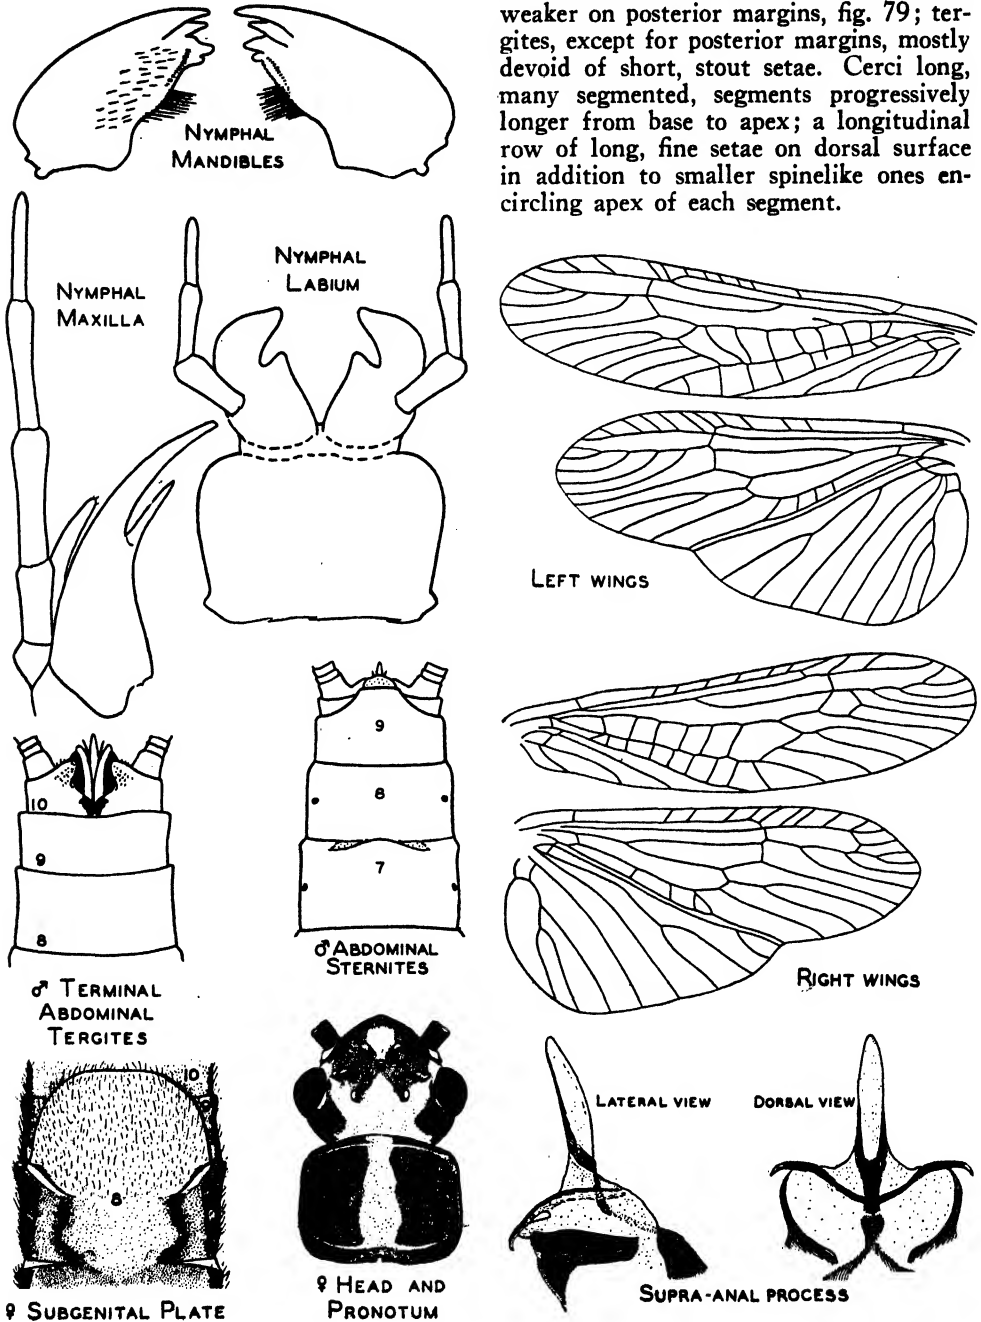 weaker on posterior margins, fig. 79; ter-
gites, except for posterior margins, mostly
devoid of short, stout setae. Cerci long,
many segmented, segments progressively
longer from base to apex; a longitudinal
row of long, fine setae on dorsal surface
in addition to smaller spinelike ones en-
circling apex of each segment.
NYMPHAL
MANDIBLES
NYMPHAL
MAXILLA
NYMPHAL
LABIUM
LEFT WINGS
10
9
8
♂ TERMINAL
ABDOMINAL
TERGITES
9
8
7
♂ ABDOMINAL
STERNITES
RIGHT WINGS
10
9
8
♀ SUBGENITAL PLATE
♀ HEAD AND
PRONOTUM
LATERAL VIEW
DORSAL VIEW
SUPRA-ANAL PROCESS